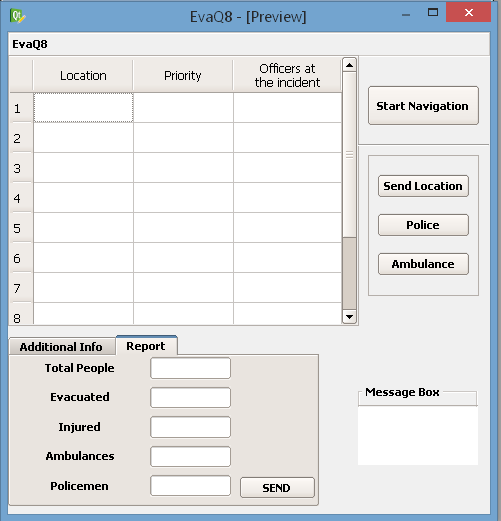 EvaQ8 - [Preview]
EvaQ8
Location Priority Officers at
the incident
1
2
3
4
5
6
7
8
Start Navigation
Send Location
Police
Ambulance
Additional Info Report
Total People
Evacuated
Injured
Ambulances
Policemen SEND
Message Box